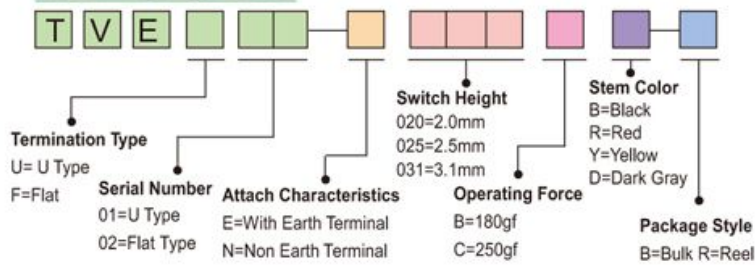 T V E
Termination Type
U= U Type
F=Flat
Serial Number
01=U Type
02=Flat Type
Attach Characteristics
E=With Earth Terminal
N=Non Earth Terminal
Switch Height
020=2.0mm
025=2.5mm
031=3.1mm
Operating Force
B=180gf
C=250gf
Stem Color
B=Black
R=Red
Y=Yellow
D=Dark Gray
Package Style
B=Bulk R=Reel